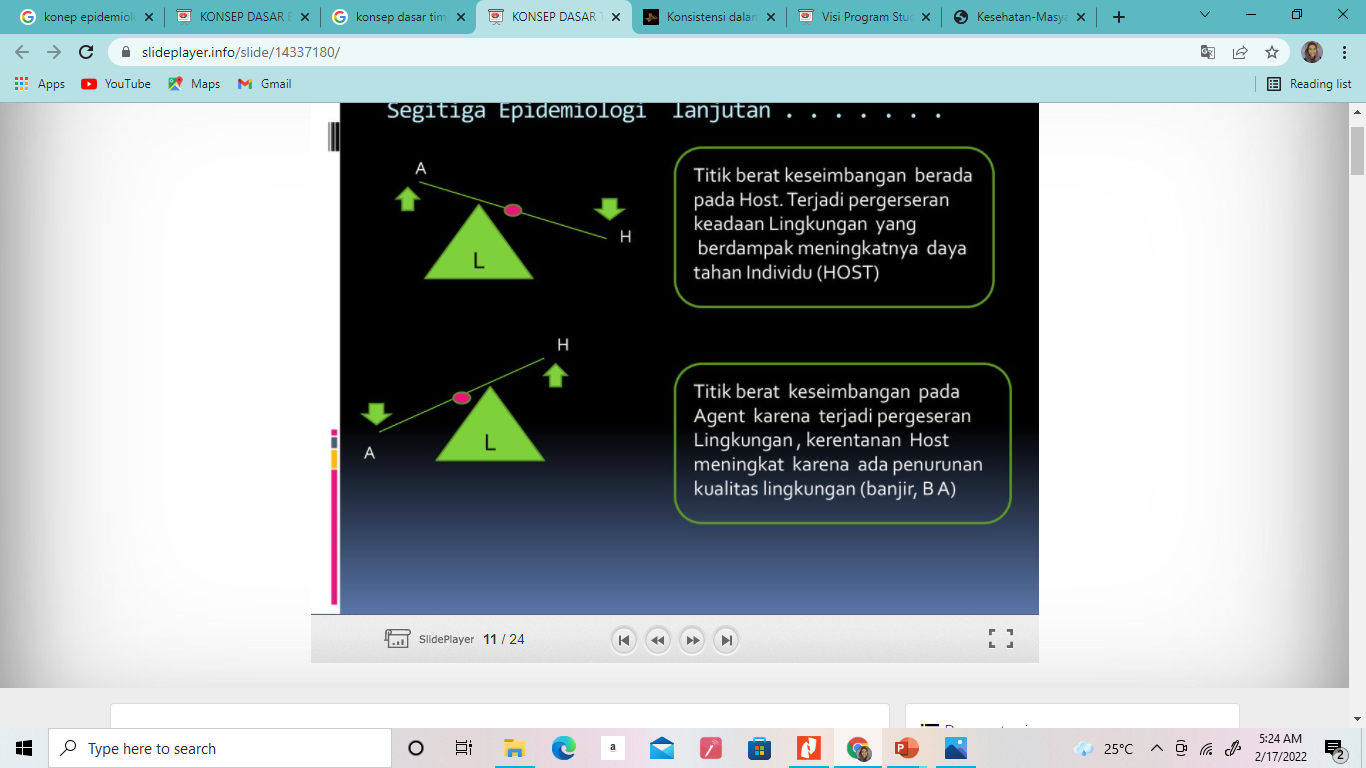 konep epidemiol
KONSEP DASAR E
konsep dasar tim
KONSEP DASAR T
Konsistensi dalam
Visi Program Stu
Kesehatan-Masya
slideplayer.info/slide/14337180/
Apps
YouTube
Maps
Gmail
Reading list
Segitiga Epidemiologi lanjutan . . . . . . .
A
H
L
Titik berat keseimbangan berada
pada Host. Terjadi pergerseran
keadaan Lingkungan yang
berdampak meningkatnya daya
tahan Individu (HOST)
H
A
L
Titik berat keseimbangan pada
Agent karena terjadi pergeseran
Lingkungan , kerentanan Host
meningkat karena ada penurunan
kualitas lingkungan (banjir, B A)
SlidePlayer 11 / 24
Type here to search
a
25°C
5:24 AM
2/17/2022
2